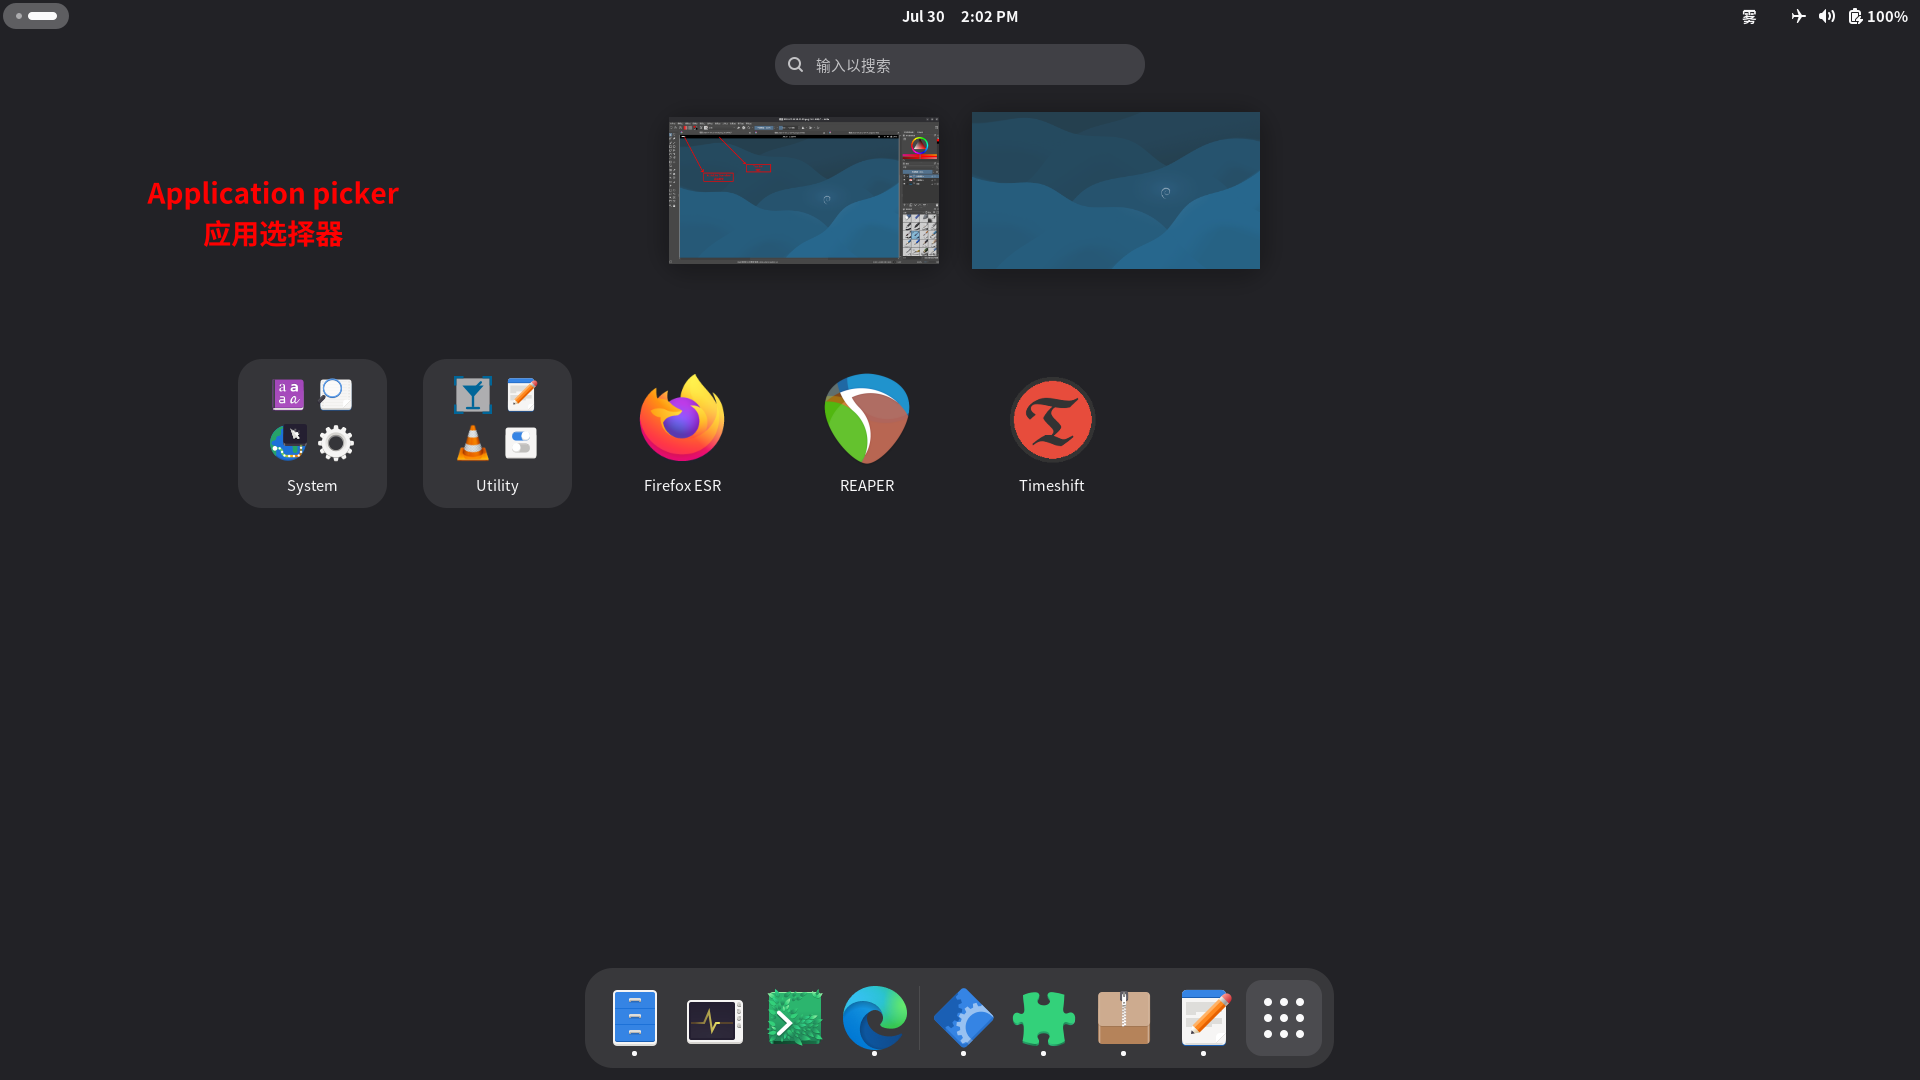 Jul 30 2:02 PM
雾
100%
输入以搜索
Application picker
应用选择器
System
Utility
Firefox ESR
REAPER
Timeshift